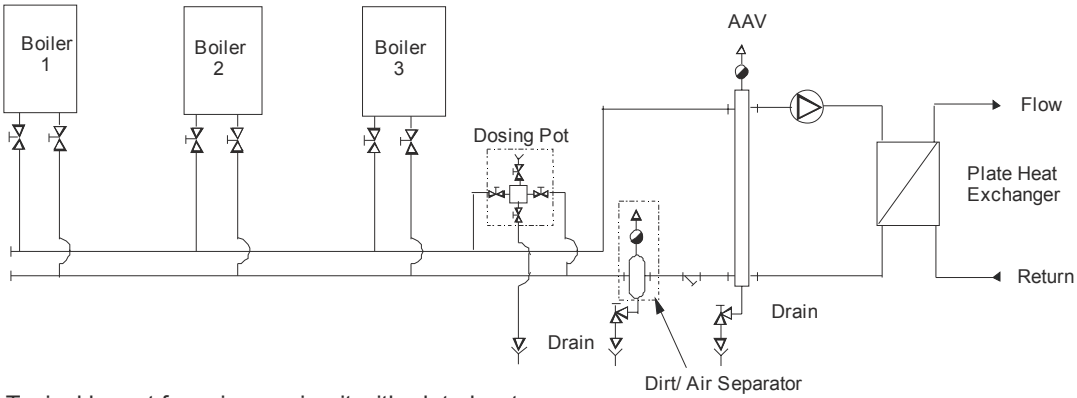 Boiler
1
Boiler
2
Boiler
3
AAV
Dosing Pot
Flow
Plate Heat
Exchanger
Return
Drain
Drain
Dirt/ Air Separator